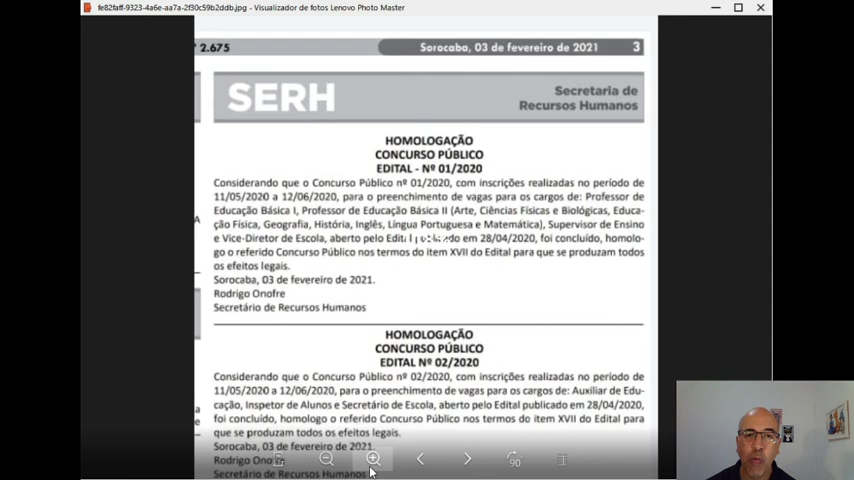 fe82faff-9323-4a6e-aa7a-2f30c59b2ddb.jpg - Visualizador de fotos Lenovo Photo Master
2.675
Sorocaba, 03 de fevereiro de 2021 3
SERH
Secretaria de
Recursos Humanos
HOMOLOGAÇÃO
CONCURSO PÚBLICO
EDITAL - Nº 01/2020
Considerando que o Concurso Público nº 01/2020, com inscrições realizadas no período de
11/05/2020 a 12/06/2020, para o preenchimento de vagas para os cargos de: Professor de
Educação Básica I, Professor de Educação Básica II (Arte, Ciências Físicas e Biológicas, Educa-
ção Física, Geografia, História, Inglês, Língua Portuguesa e Matemática), Supervisor de Ensino
e Vice-Diretor de Escola, aberto pelo em 28/04/2020, foi concluído, homolo-
go o referido Concurso Público nos termos do item XVII do Edital para que se produzam todos
os efeitos legais.
Sorocaba, 03 de fevereiro de 2021.
Rodrigo Onofre
Secretário de Recursos Humanos
HOMOLOGAÇÃO
CONCURSO PÚBLICO
EDITAL Nº 02/2020
Considerando que o Concurso Público nº 02/2020, com inscrições realizadas no período de
11/05/2020 a 12/06/2020, para o preenchimento de vagas para os cargos de: Auxiliar de Edu-
cação, Inspetor de Alunos e Secretário de Escola, aberto pelo Edital publicado em 28/04/2020,
foi concluído, homologo o referido Concurso Público nos termos do item XVII do Edital para
que se produzam todos os efeitos legais.
Sorocaba, 03 de fevereiro de 2021.
Rodrigo
Secretário de Recursos Humanos
90